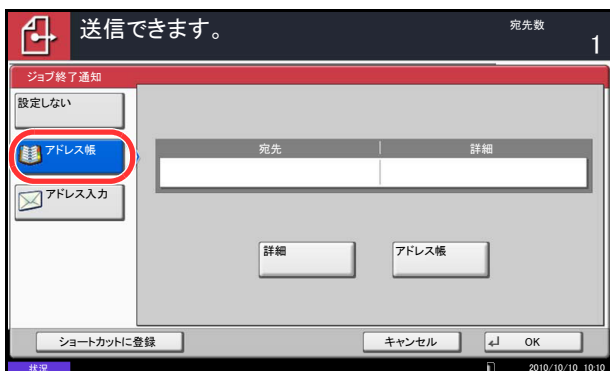 送信できます。
宛先数
1
ジョブ終了通知
設定しない
アドレス帳
アドレス入力
宛先 詳細
詳細 アドレス帳
ショートカットに登録 キャンセル OK
状況 2010/10/10 10:10